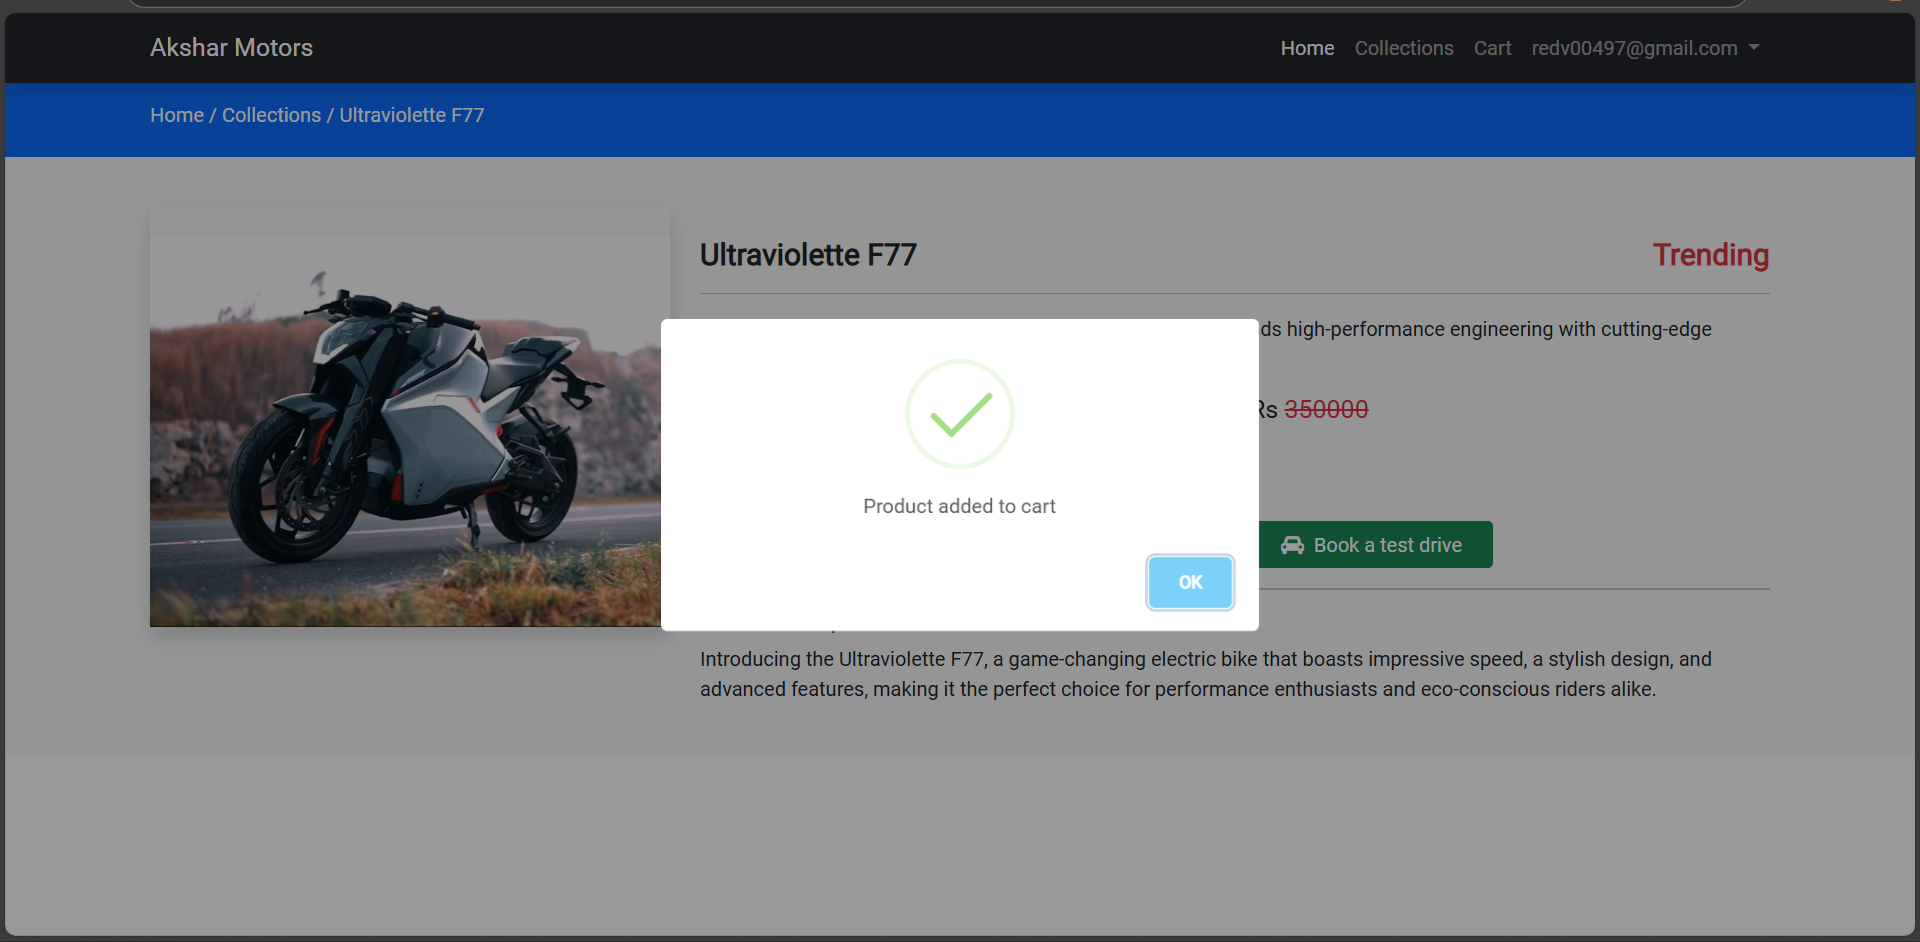 Akshar Motors
Home Collections Cart redv00497@gmail.com
Home / Collections / Ultraviolette F77
Ultraviolette F77 Trending
high-performance engineering with cutting-edge
Rs 350000
Product added to cart
Book a test drive
OK
Introducing the Ultraviolette F77, a game-changing electric bike that boasts impressive speed, a stylish design, and
advanced features, making it the perfect choice for performance enthusiasts and eco-conscious riders alike.